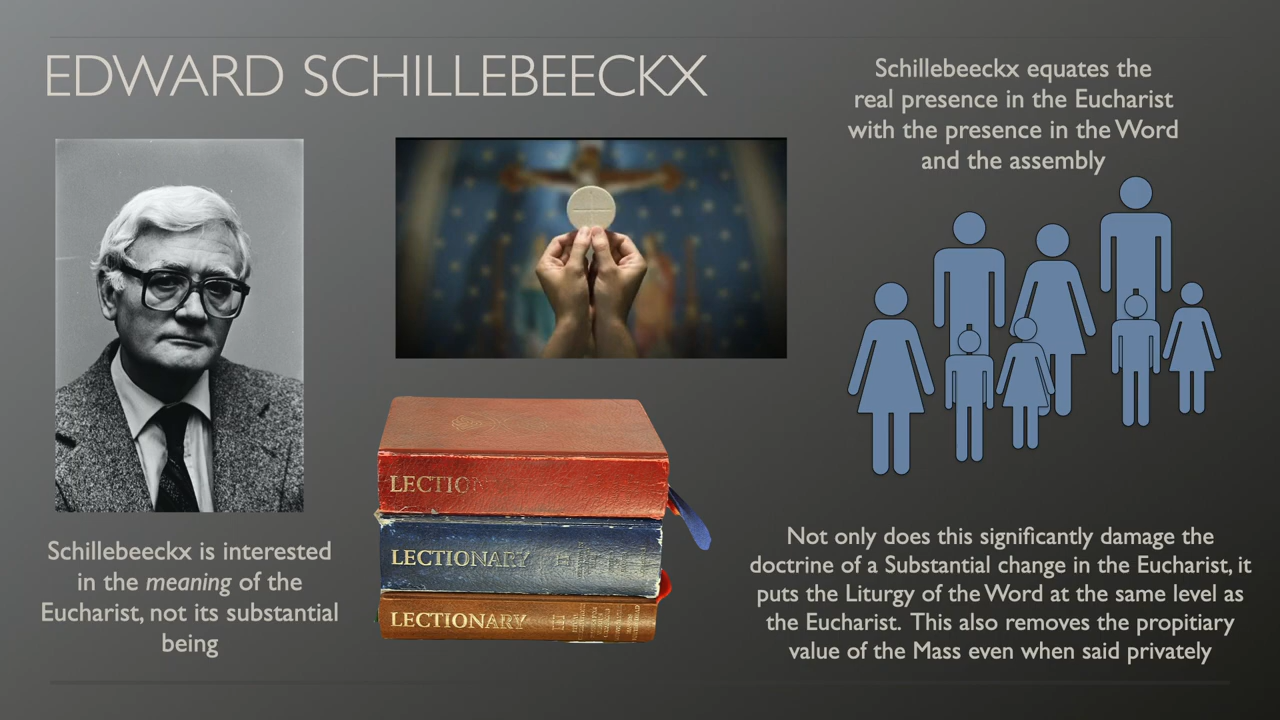 EDWARD SCHILLEBEECKX
Schillebeeckx equates the
real presence in the Eucharist
with the presence in the Word
and the assembly
LECTIO
LECTIONARY
LECTIONARY
Schillebeeckx is interested
in the meaning of the
Eucharist, not its substantial
being
Not only does this significantly damage the
doctrine of a Substantial change in the Eucharist, it
puts the Liturgy of the Word at the same level as
the Eucharist. This also removes the propitiary
value of the Mass even when said privately